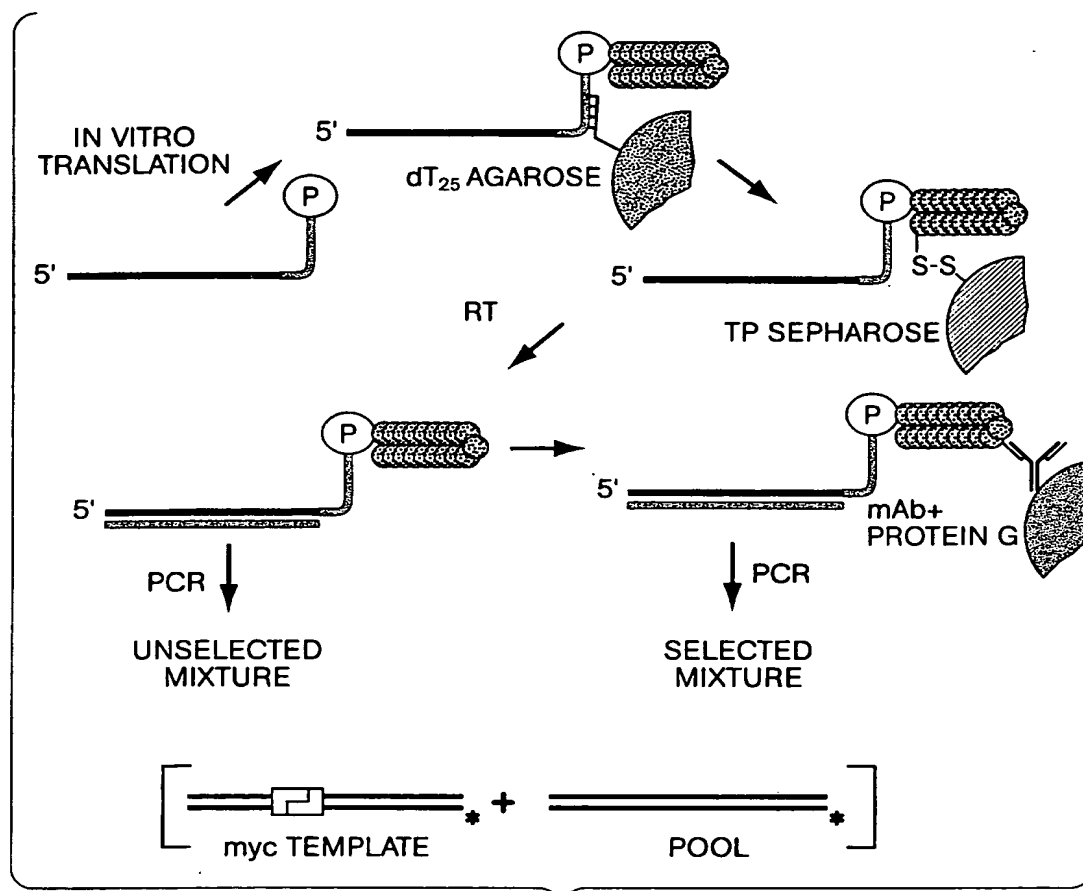 P
5'
dT₂₅ AGAROSE
IN VITRO
TRANSLATION
P
5'
P
S-S
5'
TP SEPHAROSE
RT
P
5'
P
5'
mAb+
PROTEIN G
PCR
UNSELECTED
MIXTURE
PCR
SELECTED
MIXTURE
*
myc TEMPLATE
+
*
POOL